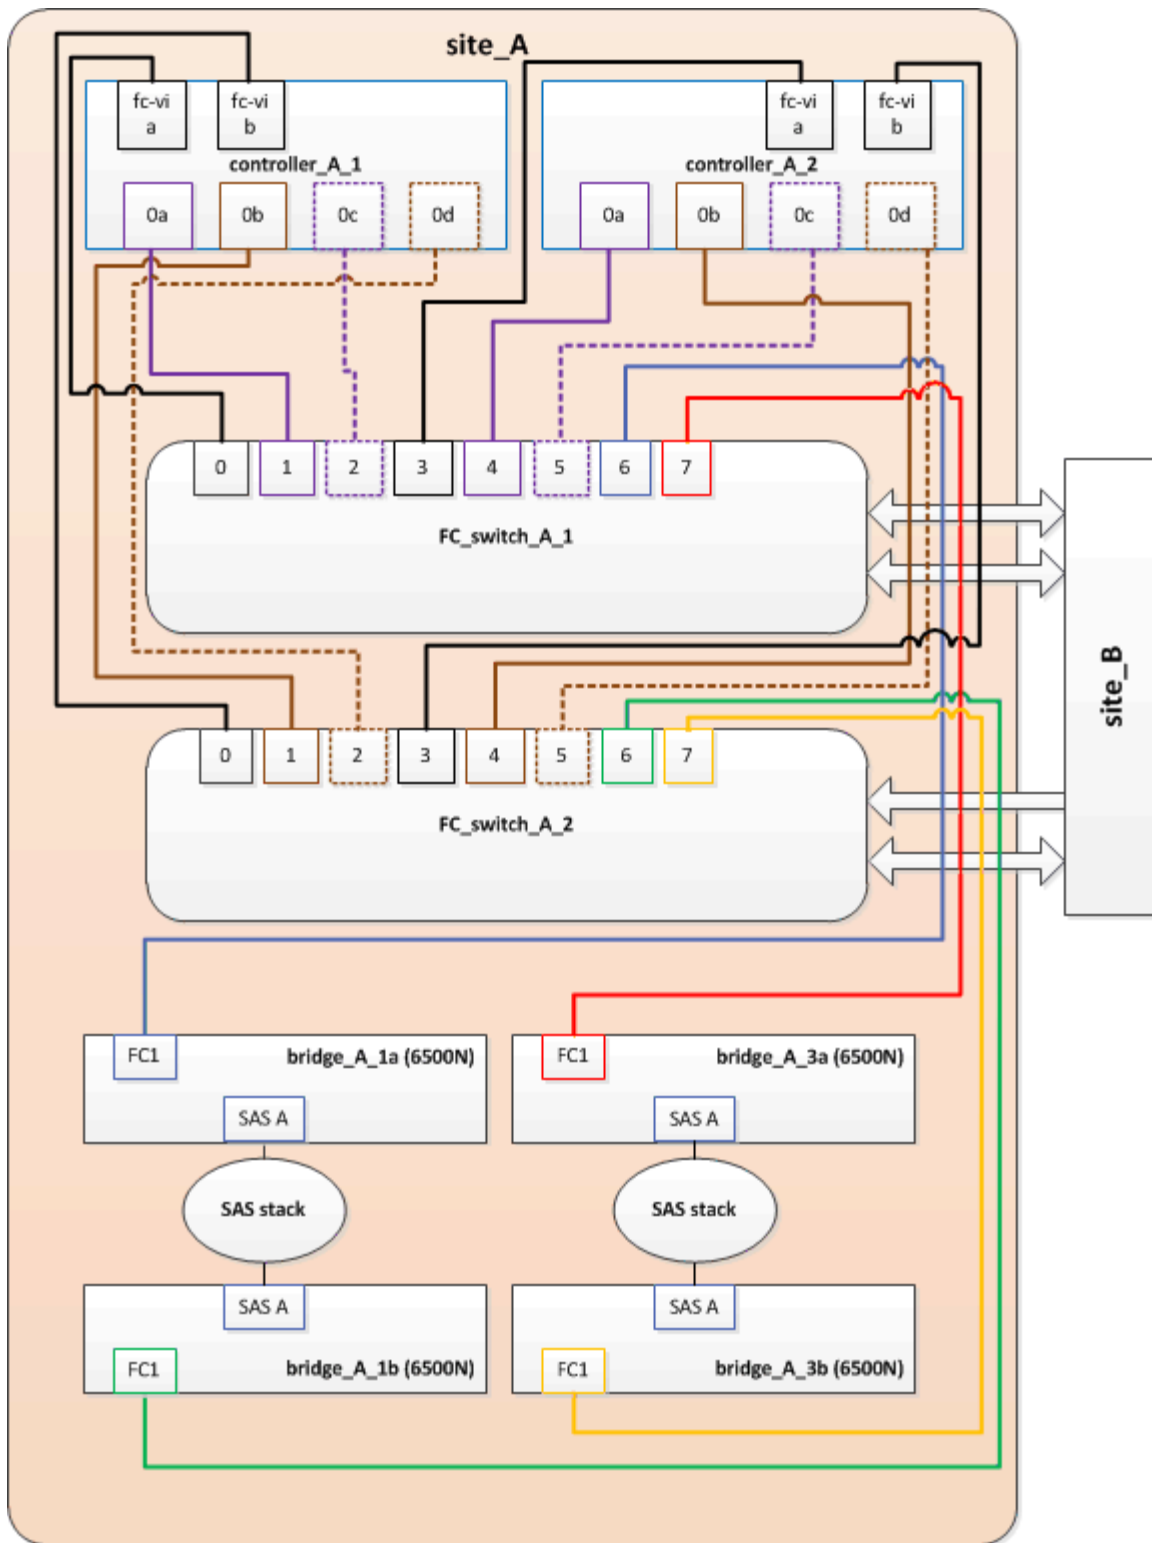 site_A
fc-vi
a
fc-vi
b
fc-vi
a
fc-vi
b
controller_A_1
controller_A_2
0a
0b
0c
0d
0a
0b
0c
0d
0
1
2
3
4
5
6
7
FC_switch_A_1
site_B
0
1
2
3
4
5
6
7
FC_switch_A_2
FC1
bridge_A_1a (6500N)
SAS A
FC1
bridge_A_3a (6500N)
SAS A
SAS stack
SAS stack
SAS A
FC1
bridge_A_1b (6500N)
SAS A
FC1
bridge_A_3b (6500N)